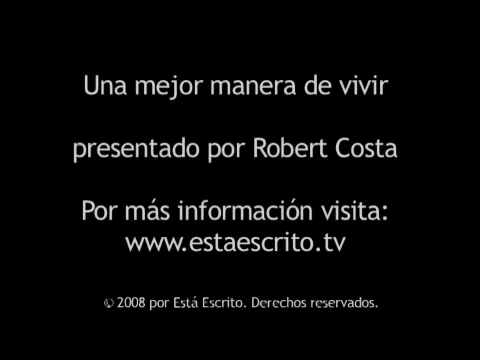 Una mejor manera de vivir
presentado por Robert Costa
Por más información visita:
www.estaescrito.tv
© 2008 por Está Escrito. Derechos reservados.